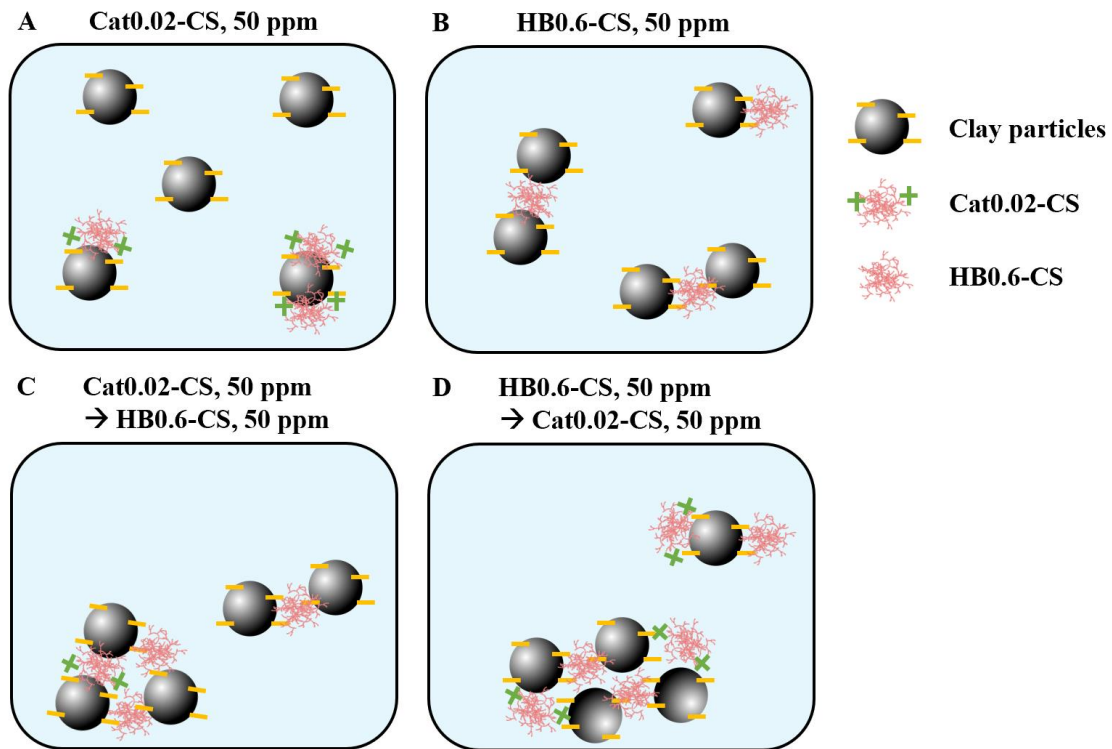 A
Cat0.02-CS, 50 ppm
B
HB0.6-CS, 50 ppm
Clay particles
Cat0.02-CS
HB0.6-CS
C
Cat0.02-CS, 50 ppm
→ HB0.6-CS, 50 ppm
D
HB0.6-CS, 50 ppm
→ Cat0.02-CS, 50 ppm